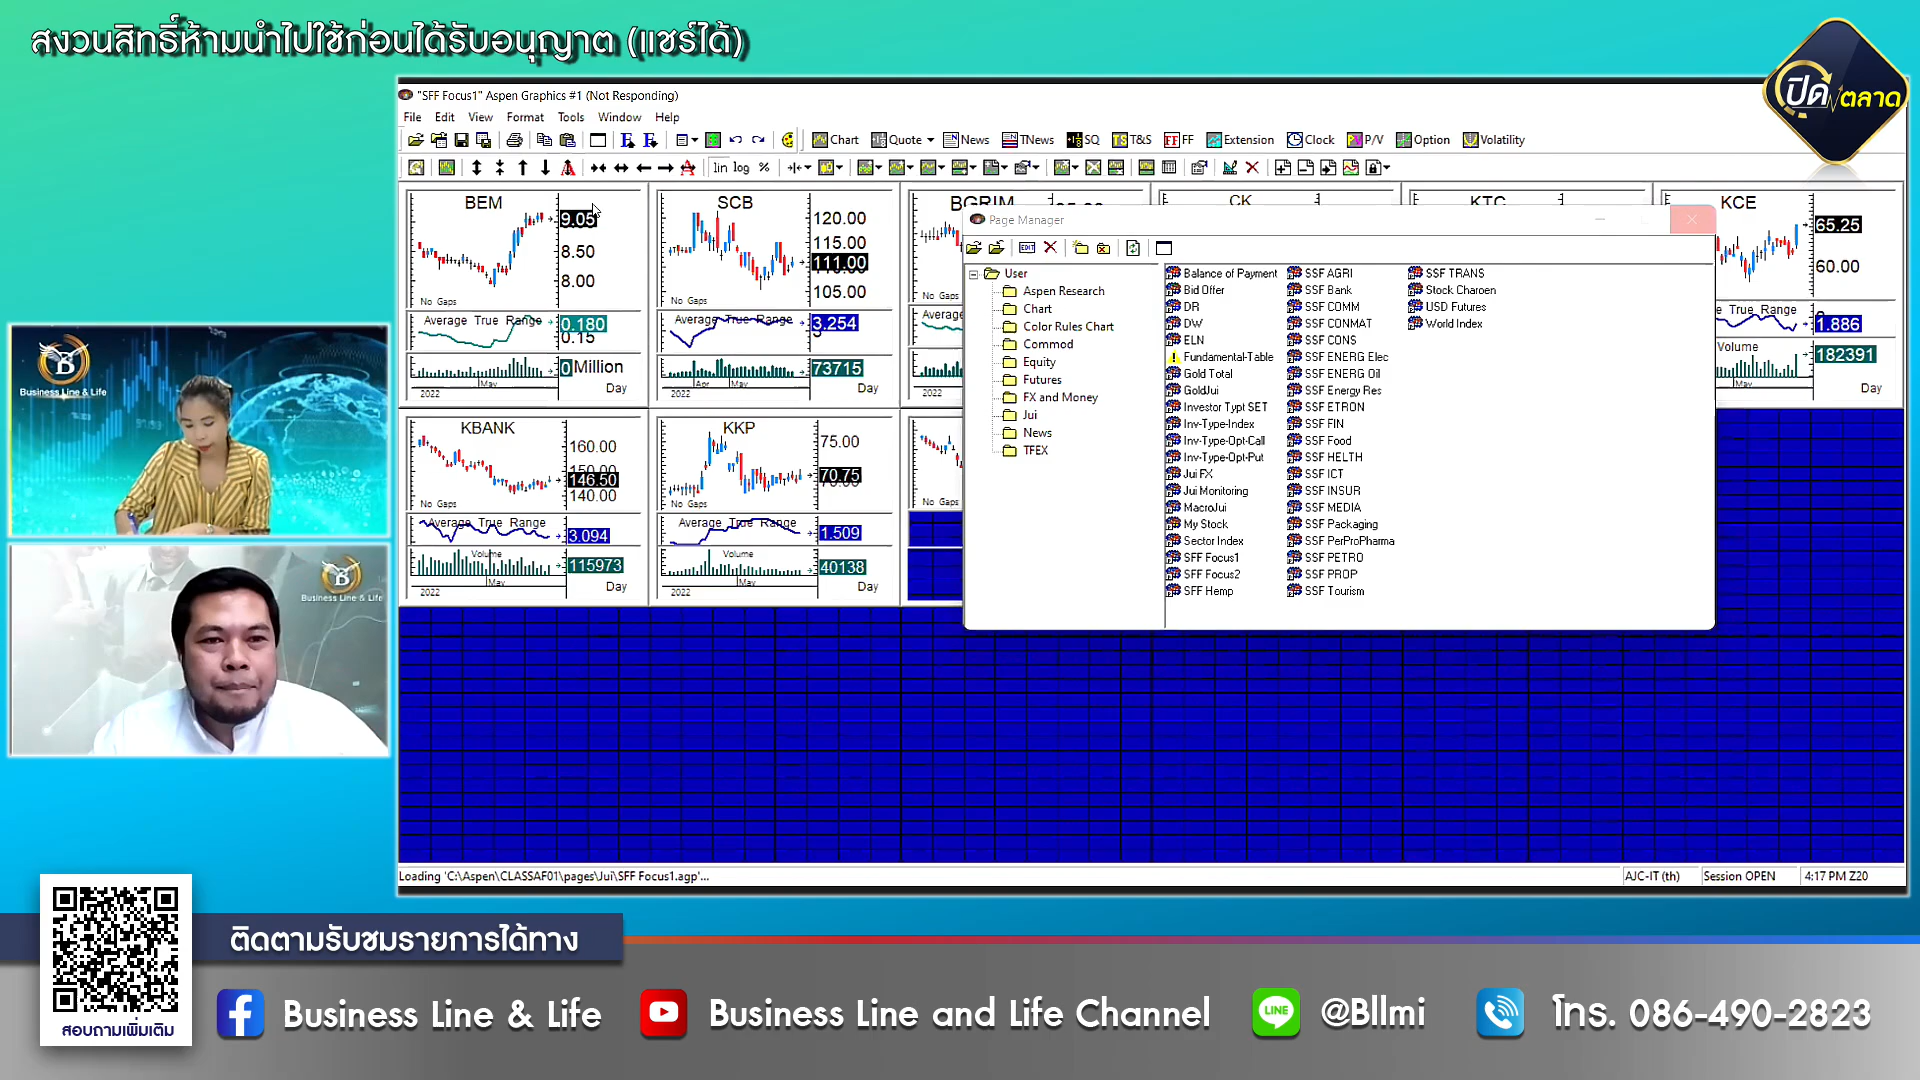 สงวนสิทธิ์ห้ามนำไปใช้ก่อนได้รับอนุญาต (แชร์ได้)
ปิดตลาด
"SFF Focus1" Aspen Graphics #1 (Not Responding)
File Edit View Format Tools Window Help
Chart Quote News TNews SQ T&S FF Extension Clock P/V Option Volatility
lin log %
BEM
9.05
8.50
8.00
No Gaps
Average True Range
0.180
0.15
0 Million
May
2022
Day
SCB
120.00
115.00
111.00
105.00
No Gaps
Average True Range
3.254
73715
Apr May
2022
Day
BGRIM
No Gaps
2022
CK
KTC
KCE
65.25
60.00
True Range
1.886
Volume
182391
May
Day
KBANK
160.00
150.00
146.50
140.00
No Gaps
Average True Range
3.094
Volume
115973
May
2022
Day
KKP
75.00
70.75
No Gaps
Average True Range
1.509
Volume
40138
May
2022
Day
No Gaps
Page Manager
EDIT
User
Aspen Research
Chart
Color Rules Chart
Commod
Equity
Futures
FX and Money
Jui
News
TFEX
Balance of Payment
Bid Offer
DR
DW
ELN
Fundamental-Table
Gold Total
GoldJui
Investor Typt SET
Inv-Type-Index
Inv-Type-Opt-Call
Inv-Type-Opt-Put
Jui FX
Jui Monitoring
MacroJui
My Stock
Sector Index
SFF Focus1
SFF Focus2
SFF Hemp
SSF AGRI
SSF Bank
SSF COMM
SSF CONMAT
SSF CONS
SSF ENERG Elec
SSF ENERG Oil
SSF Energy Res
SSF ETRON
SSF FIN
SSF Food
SSF HELTH
SSF ICT
SSF INSUR
SSF MEDIA
SSF Packaging
SSF PerProPharma
SSF PETRO
SSF PROP
SSF Tourism
SSF TRANS
Stock Charoen
USD Futures
World Index
Business Line & Life
Business Line & Life
Loading 'C:\Aspen\CLASSAF01\pages\Jui\SFF Focus1.agp'...
AJC-IT (th) Session OPEN 4:17 PM Z20
ติดตามรับชมรายการได้ทาง
สอบถามเพิ่มเติม
Business Line & Life
Business Line and Life Channel
LINE
@Bllmi
โทร. 086-490-2823